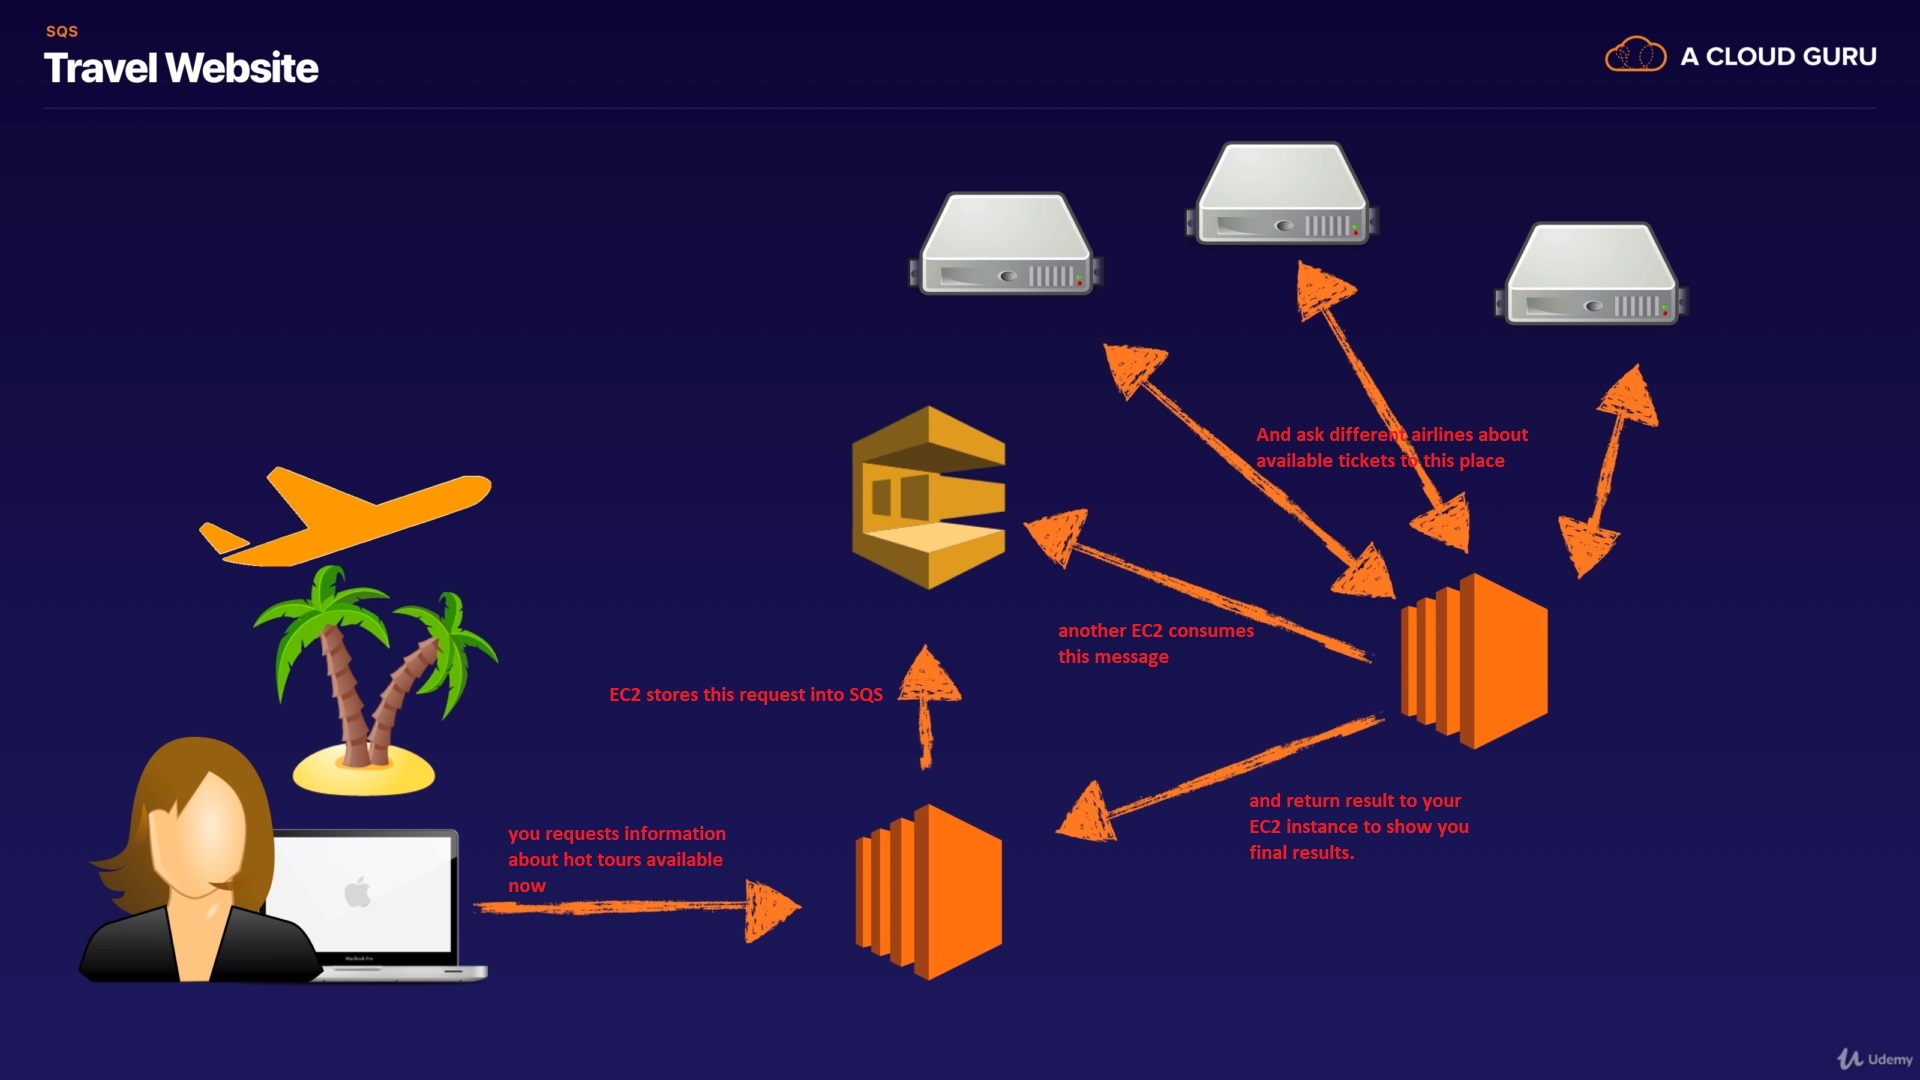 SQS
Travel Website
A CLOUD GURU
And ask different airlines about
available tickets to this place
another EC2 consumes
this message
EC2 stores this request into SQS
and return result to your
EC2 instance to show you
final results.
you requests information
about hot tours available
now
MacBook Pro
Udemy